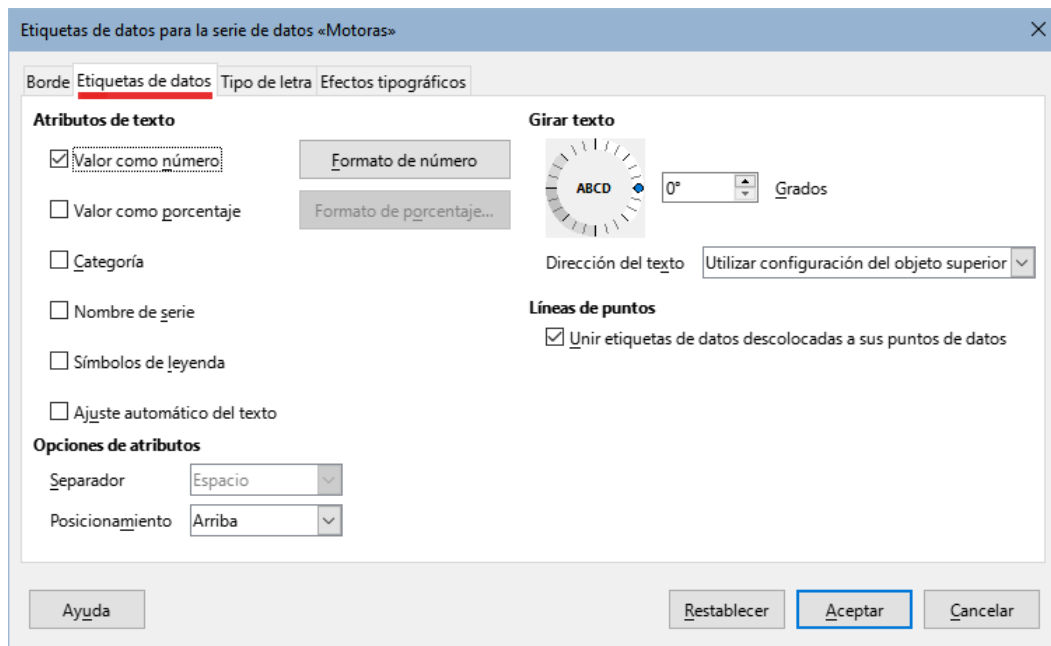 Etiquetas de datos para la serie de datos «Motoras»
Borde Etiquetas de datos Tipo de letra Efectos tipográficos
Atributos de texto
Valor como número Formato de número
Valor como porcentaje Formato de porcentaje...
Categoría
Nombre de serie
Símbolos de leyenda
Ajuste automático del texto
Opciones de atributos
Separador Espacio
Posicionamiento Arriba
Girar texto
ABCD 0° Grados
Dirección del texto Utilizar configuración del objeto superior
Líneas de puntos
Unir etiquetas de datos descolocadas a sus puntos de datos
Ayuda Restablecer Aceptar Cancelar